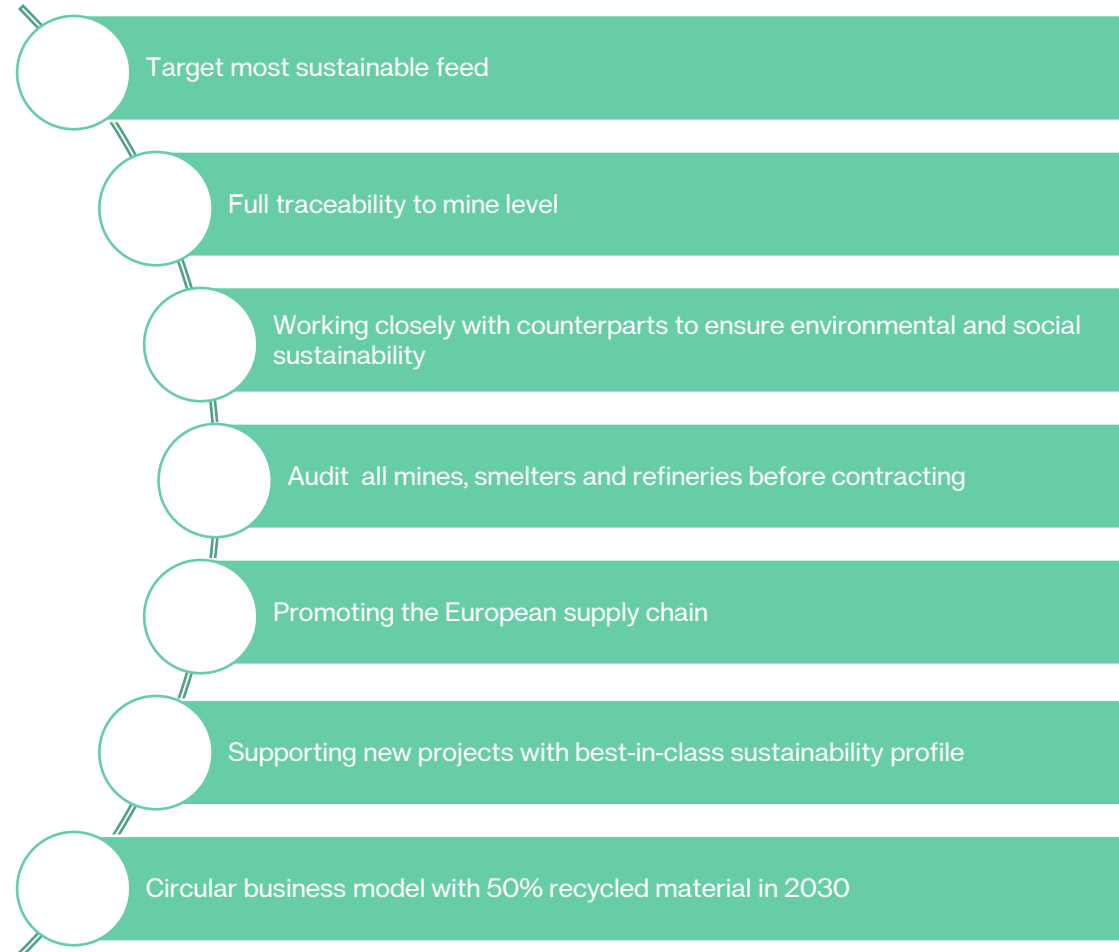 Target most sustainable feed
Full traceability to mine level
Working closely with counterparts to ensure environmental and social
sustainability
Audit  all mines, smelters and refineries before contracting
Promoting the European supply chain
Supporting new projects with best-in-class sustainability profile
Circular business model with 50% recycled material in 2030